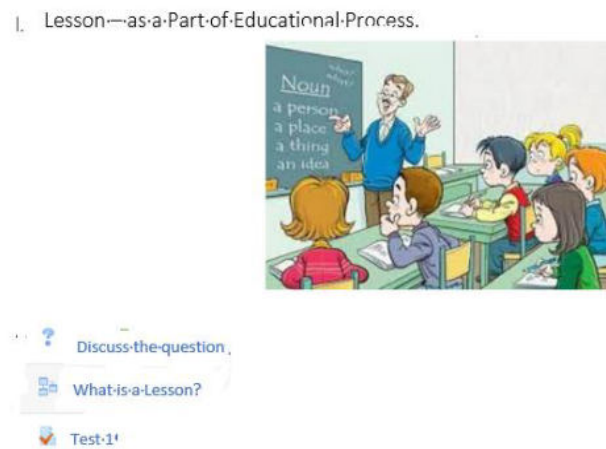 I. Lesson—as-a-Part-of-Educational-Process.
Noun
what?
a person
a place
a thing
an idea
Discuss-the-question
What-is-a-Lesson?
Test-1